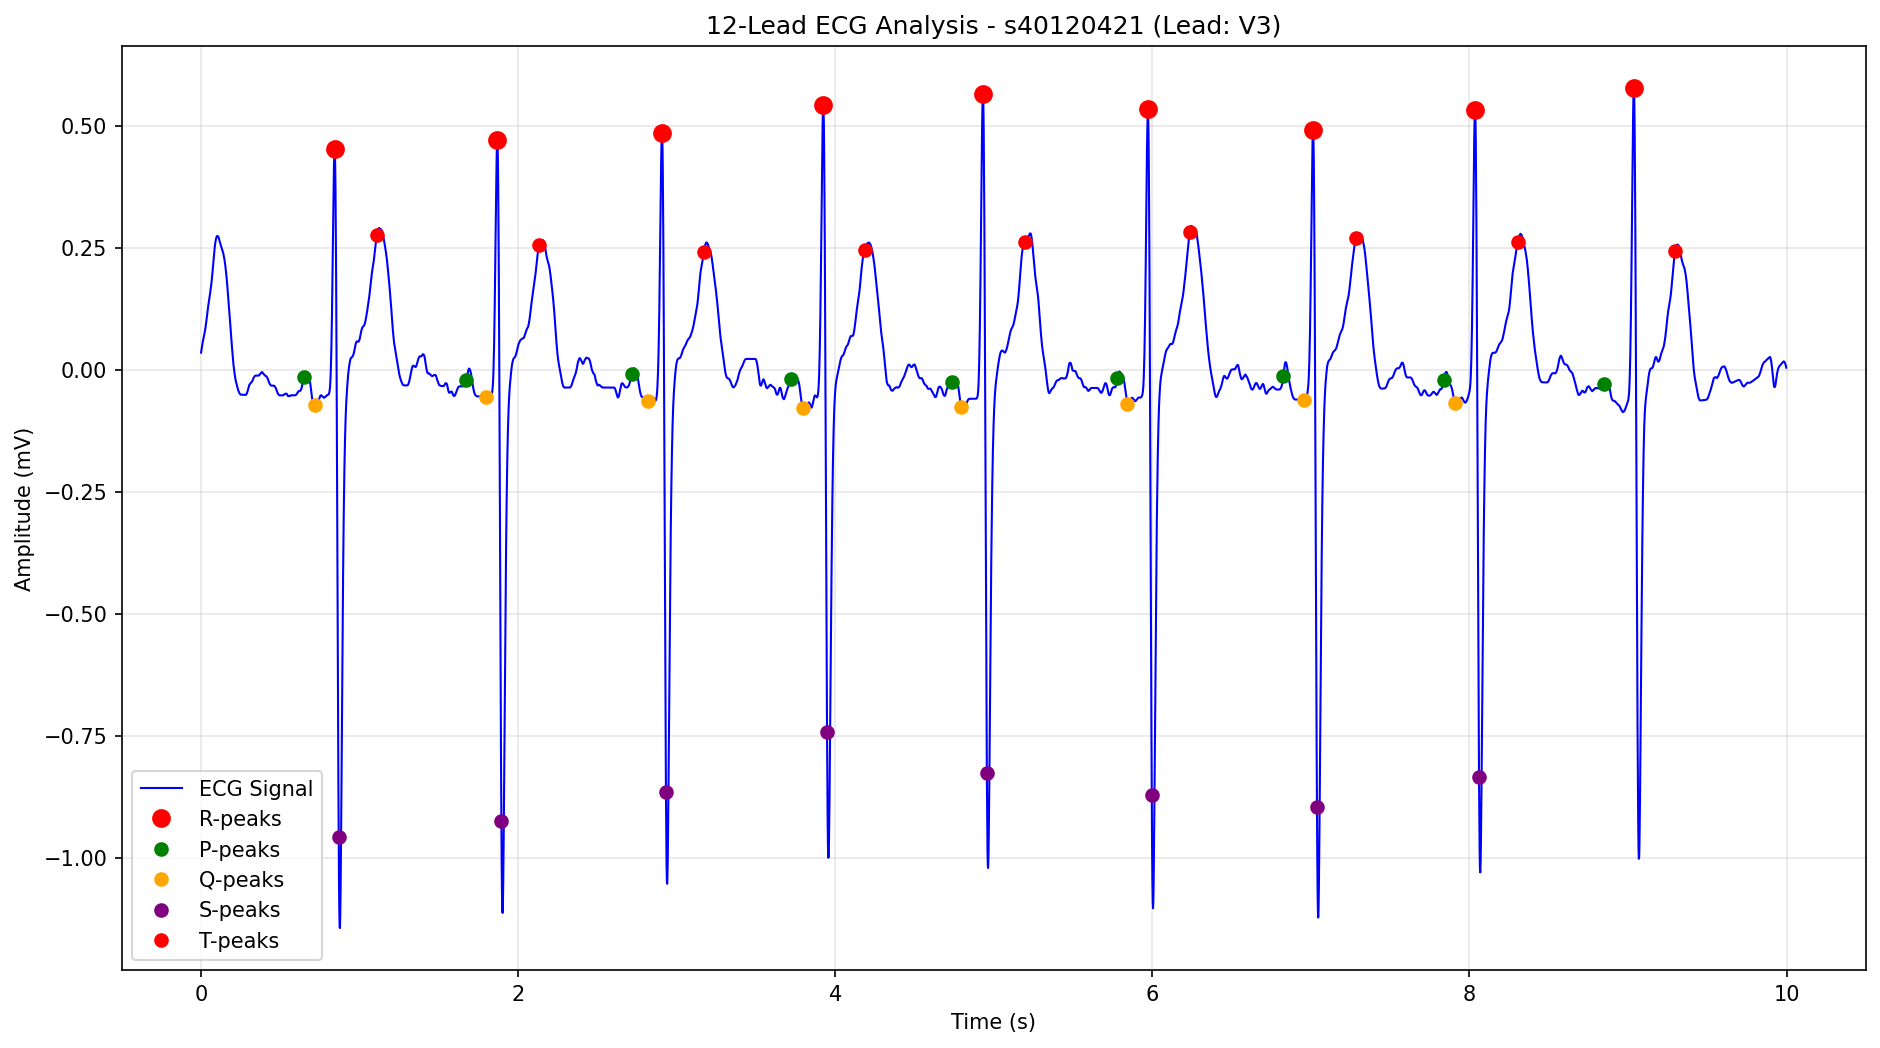 12-Lead ECG Analysis - s40120421 (Lead: V3)
0.50
0.25
0.00
−0.25
−0.50
−0.75
−1.00
Amplitude (mV)
ECG Signal
R-peaks
P-peaks
Q-peaks
S-peaks
T-peaks
0 2 4 6 8 10
Time (s)